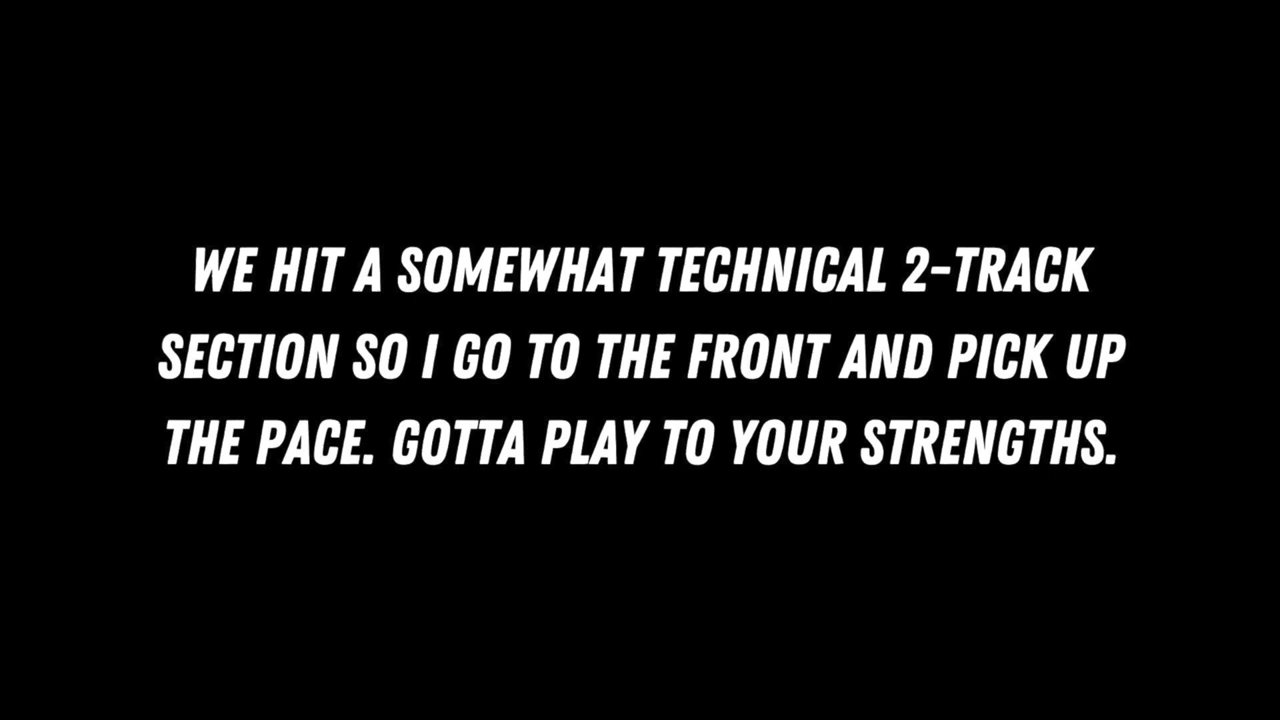 WE HIT A SOMEWHAT TECHNICAL 2-TRACK
SECTION SO I GO TO THE FRONT AND PICK UP
THE PACE. GOTTA PLAY TO YOUR STRENGTHS.